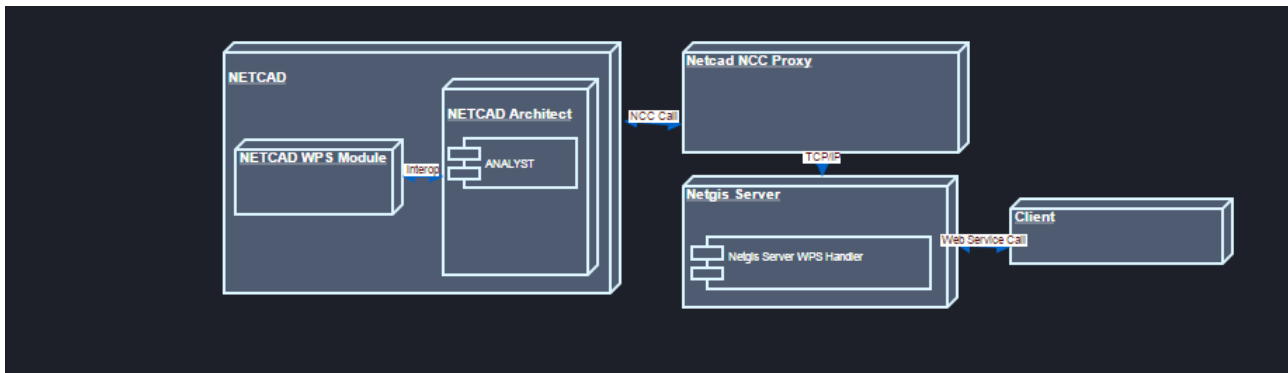 NETCAD
NETCAD WPS Module
Interop
NETCAD Architect
ANALYST
NCC Call
Netcad NCC Proxy
TCP/IP
Netgis Server
Netgis Server WPS Handler
Web Service Call
Client